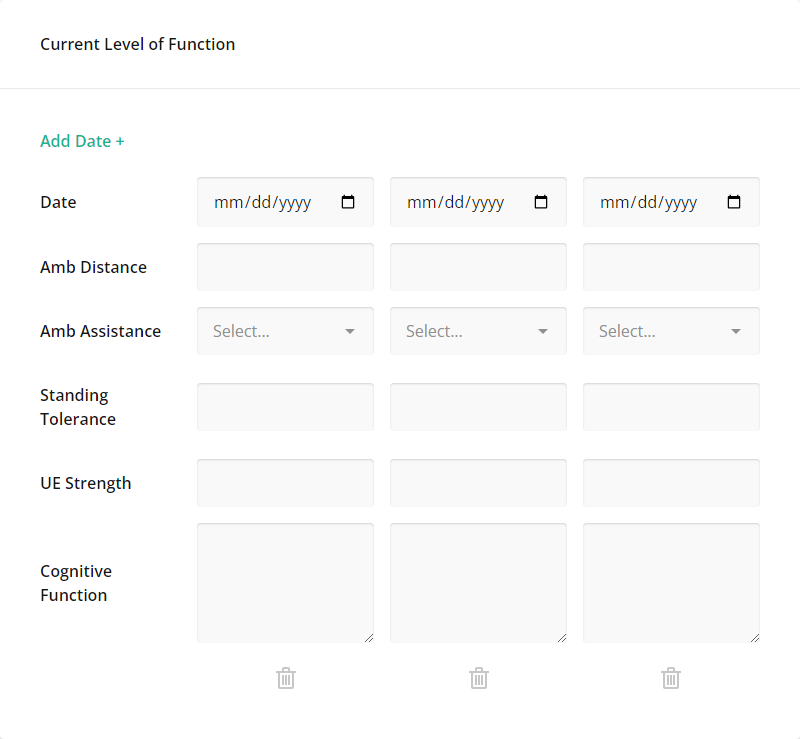 Current Level of Function
Add Date +
Date mm/dd/yyyy mm/dd/yyyy mm/dd/yyyy
Amb Distance
Amb Assistance Select... Select... Select...
Standing
Tolerance
UE Strength
Cognitive
Function